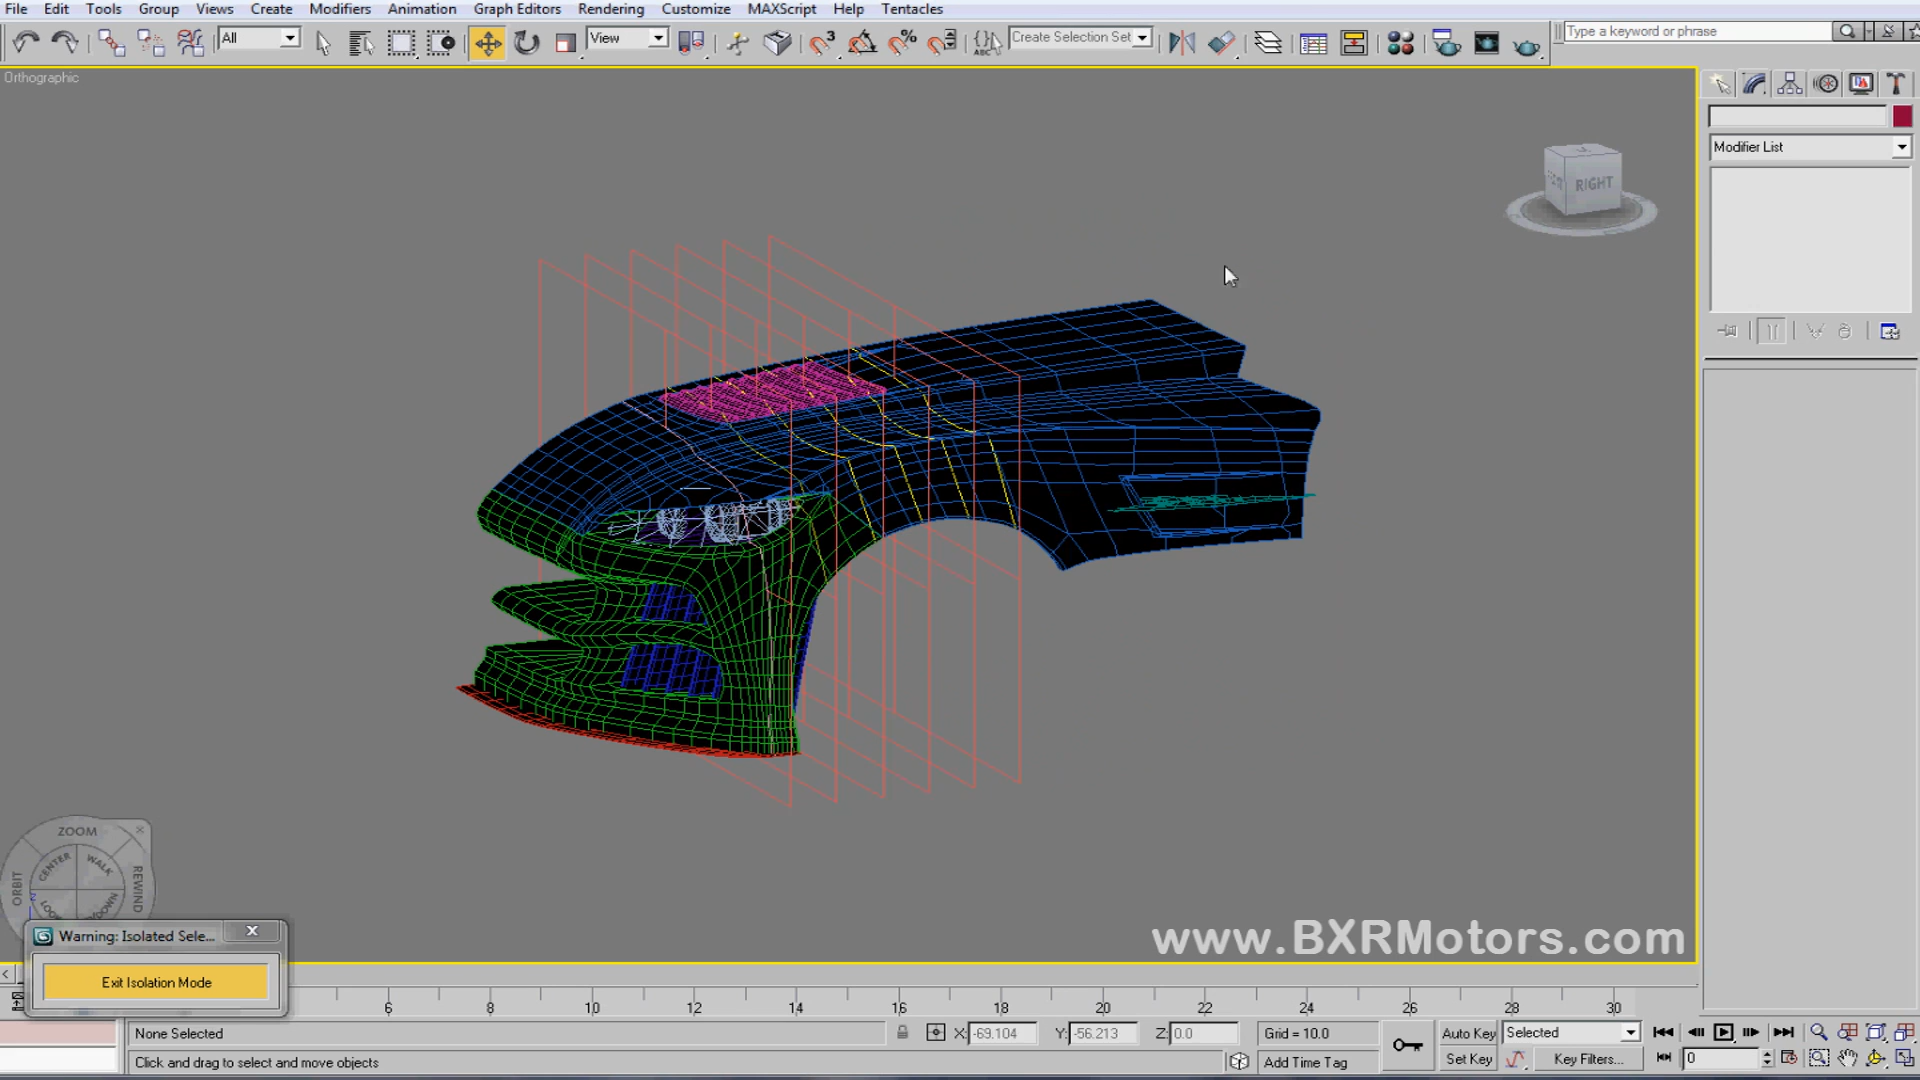 File Edit Tools Group Views Create Modifiers Animation Graph Editors Rendering Customize MAXScript Help Tentacles
All
View
Create Selection Set
Type a keyword or phrase
Orthographic
RIGHT
Modifier List
ZOOM
CENTER
WALK
ORBIT
REWIND
Warning: Isolated Sele... X
Exit Isolation Mode
www.BXRMotors.com
6 8 10 12 14 16 18 20 22 24 26 28 30
None Selected
X: -69.104
Y: -56.213
Z: 0.0
Grid = 10.0
Auto Key
Selected
Click and drag to select and move objects
Add Time Tag
Set Key
Key Filters...
0